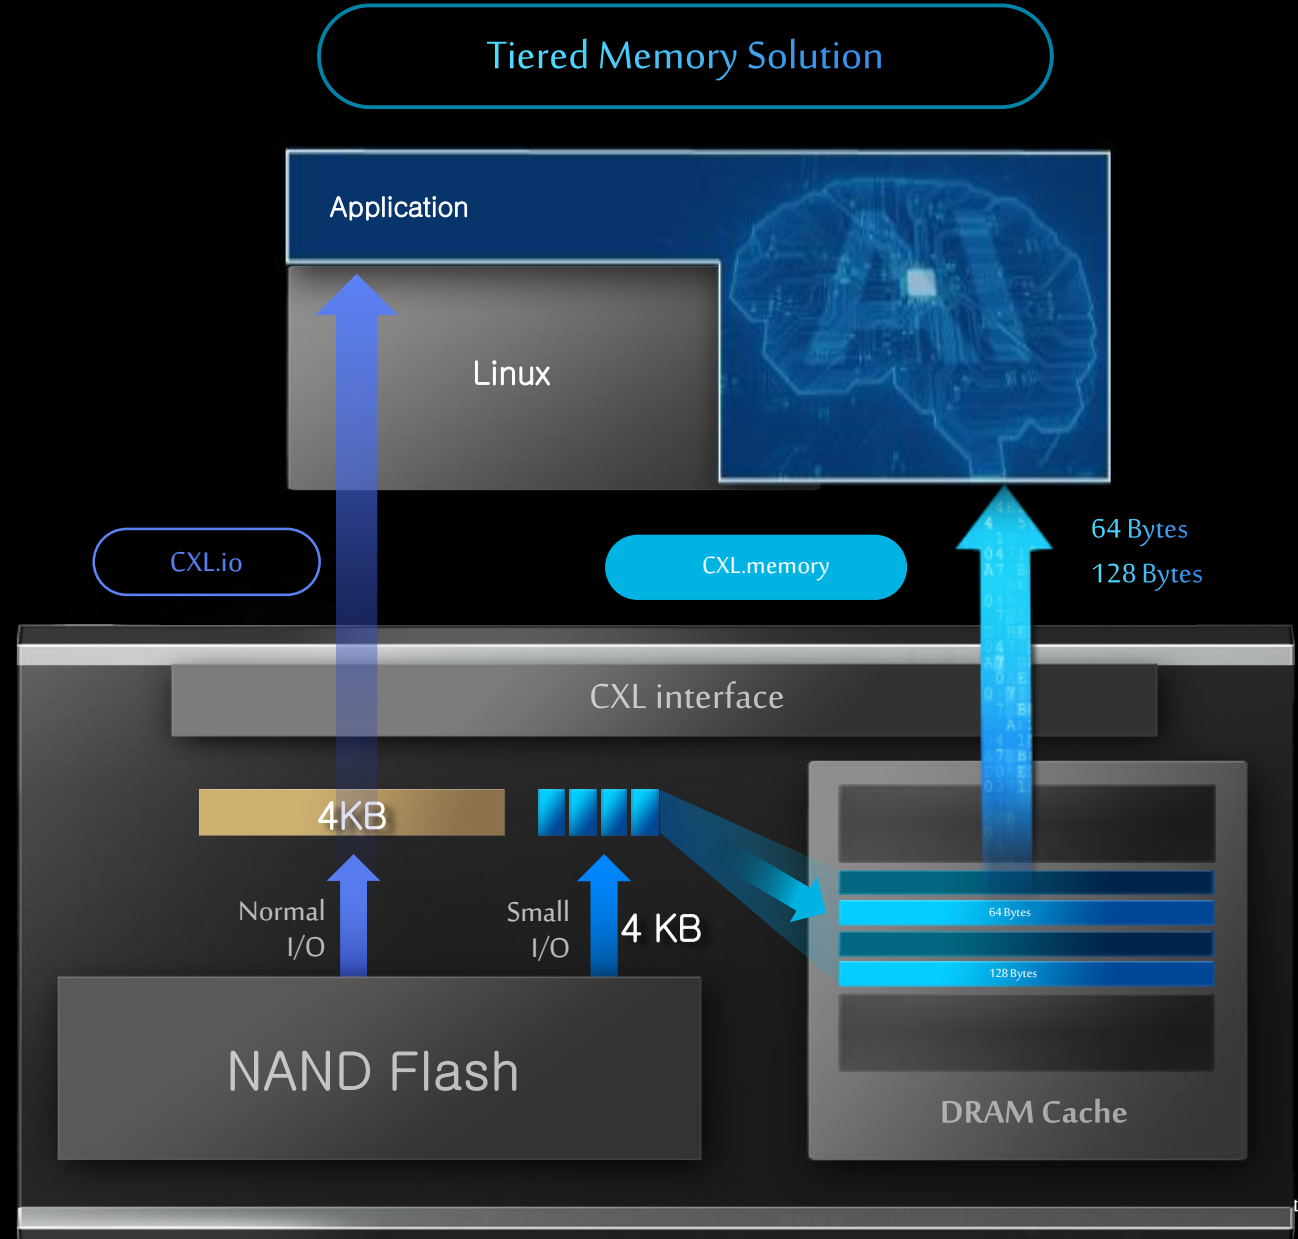 Tiered Memory Solution
Application
AI
Linux
CXL.io
CXL.memory
64 Bytes
128 Bytes
CXL interface
4KB
Normal
I/O
Small
I/O
4 KB
64 Bytes
128 Bytes
NAND Flash
DRAM Cache